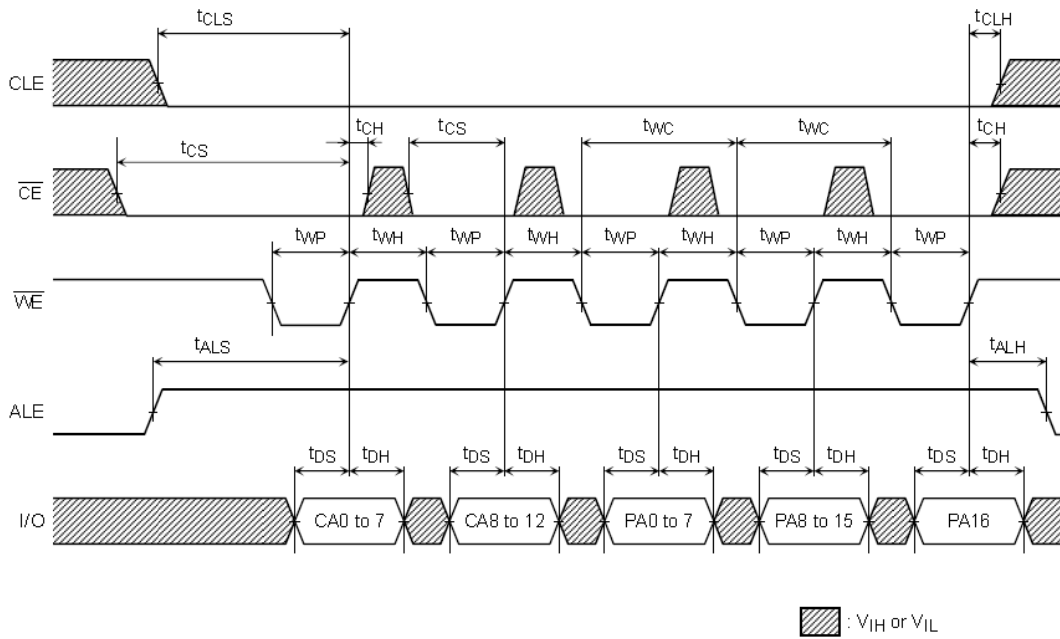 tCLS tCLH
CLE
tCH tCS tWC tWC tCH
tCS
CE
tWP tWH tWP tWH tWP tWH tWP tWH tWP
WE
tALS tALH
ALE
tDS tDH tDS tDH tDS tDH tDS tDH tDS tDH
I/O CA0 to 7 CA8 to 12 PA0 to 7 PA8 to 15 PA16
: VIH or VIL